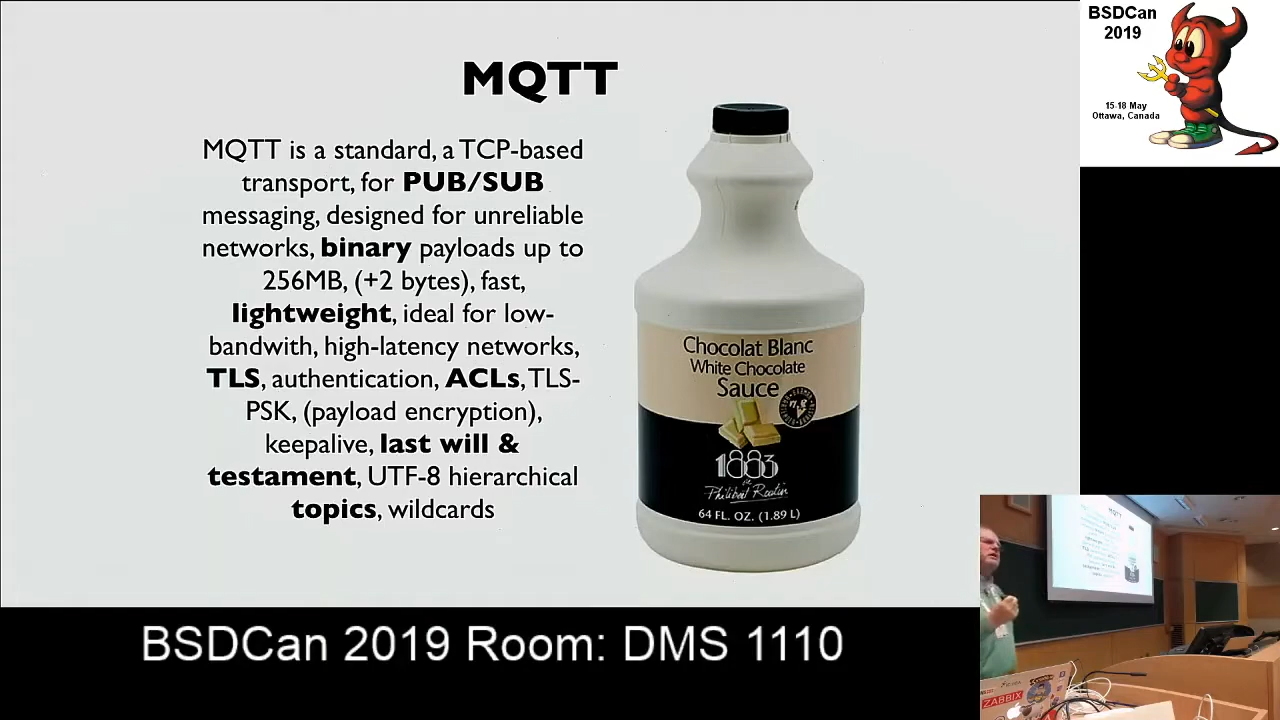 MQTT
MQTT is a standard, a TCP-based
transport, for PUB/SUB
messaging, designed for unreliable
networks, binary payloads up to
256MB, (+2 bytes), fast,
lightweight, ideal for low-
bandwith, high-latency networks,
TLS, authentication, ACLs, TLS-
PSK, (payload encryption),
keepalive, last will &
testament, UTF-8 hierarchical
topics, wildcards
Chocolat Blanc
White Chocolate
Sauce
1883
Philibert Routin
64 FL. OZ. (1.89 L)
BSDCan
2019
15-18 May
Ottawa, Canada
MQTT
ZABBIX
BSDCan 2019 Room: DMS 1110